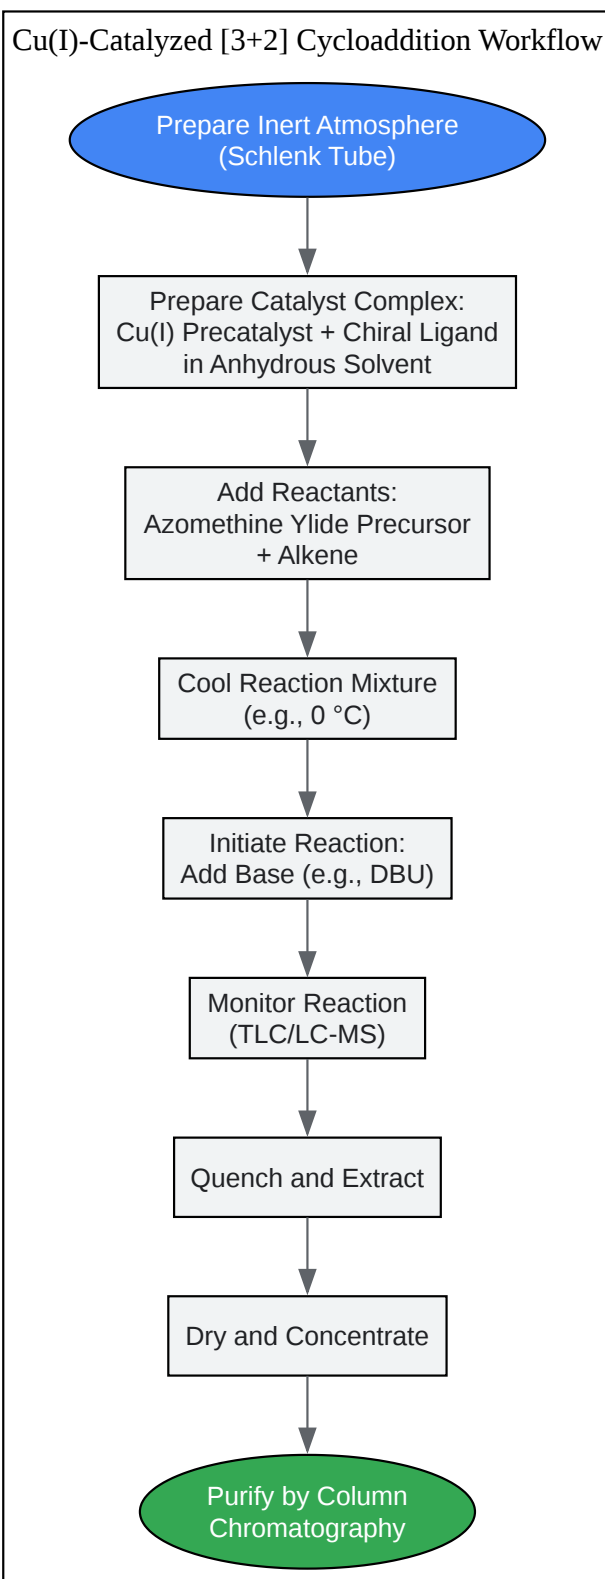 Cu(I)-Catalyzed [3+2] Cycloaddition Workflow
Prepare Inert Atmosphere
(Schlenk Tube)
Prepare Catalyst Complex:
Cu(I) Precatalyst + Chiral Ligand
in Anhydrous Solvent
Add Reactants:
Azomethine Ylide Precursor
+ Alkene
Cool Reaction Mixture
(e.g., 0 °C)
Initiate Reaction:
Add Base (e.g., DBU)
Monitor Reaction
(TLC/LC-MS)
Quench and Extract
Dry and Concentrate
Purify by Column
Chromatography